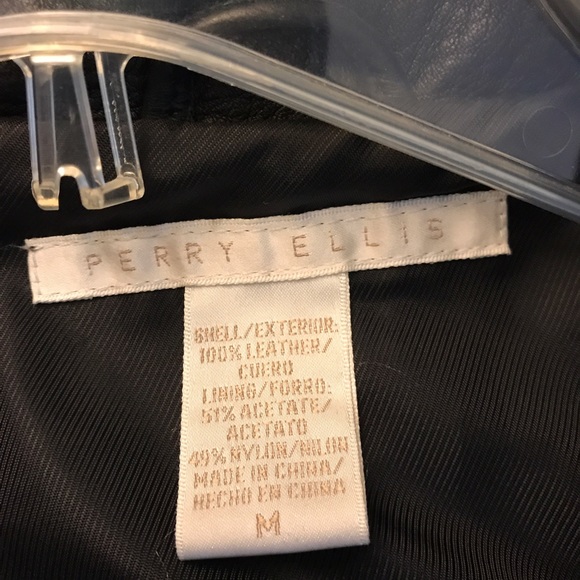 PERRY ELLIS
SHELL/EXTERIOR:
100% LEATHER/
CUERO
LINING/FORRO:
51% ACETATE/
ACETATO
49% NYLON/NILON
MADE IN CHINA/
HECHO EN CHINA
M